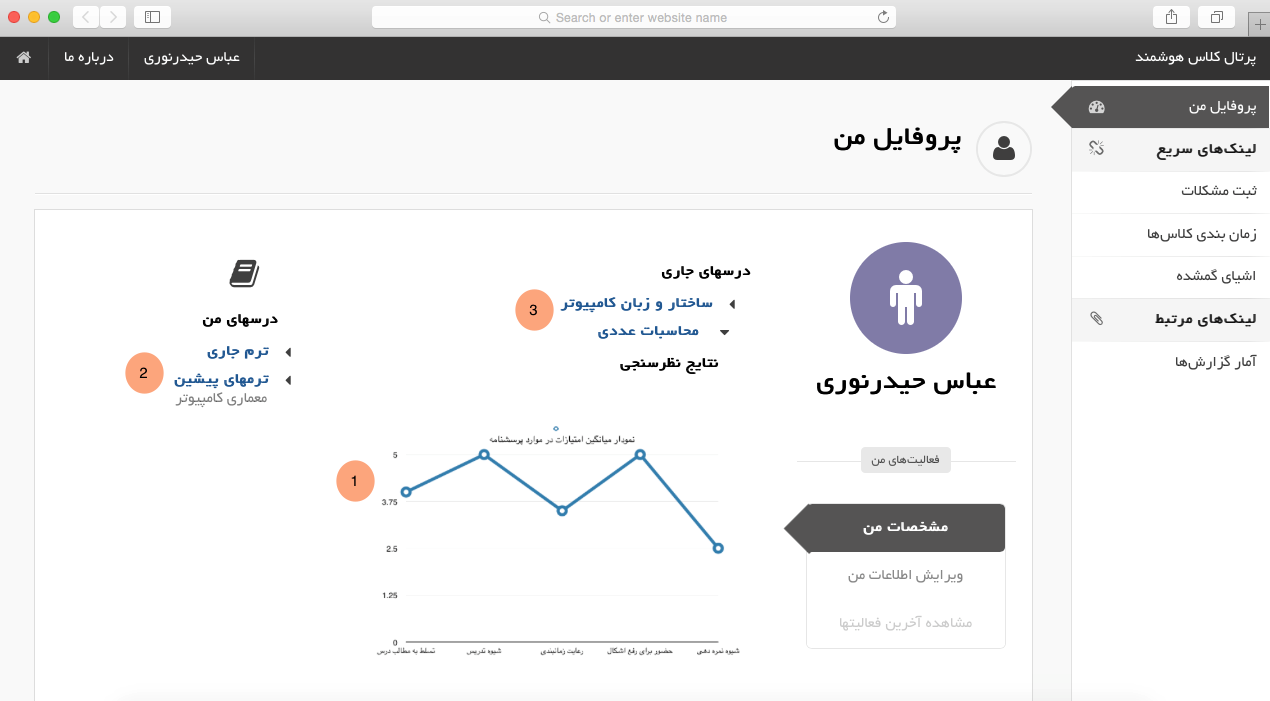 Search or enter website name
پرتال کلاس هوشمند
عباس حیدرنوری
درباره ما
پروفایل من
لینک‌های سریع
ثبت مشکلات
زمان بندی کلاس‌ها
اشیای گمشده
لینک‌های مرتبط
آمار گزارش‌ها
پروفایل من
عباس حیدرنوری
فعالیت‌های من
مشخصات من
ویرایش اطلاعات من
مشاهده آخرین فعالیتها
درسهای جاری
ساختار و زبان کامپیوتر
3
محاسبات عددی
نتایج نظرسنجی
درسهای من
ترم جاری
ترمهای پیشین
2
معماری کامپیوتر
نمودار میانگین امتیازات در موارد پرسشنامه
1
5
3.75
2.5
1.25
0
تسلط به مطالب درس
شیوه تدریس
رعایت زمانبندی
حضور برای رفع اشکال
شیوه نمره دهی